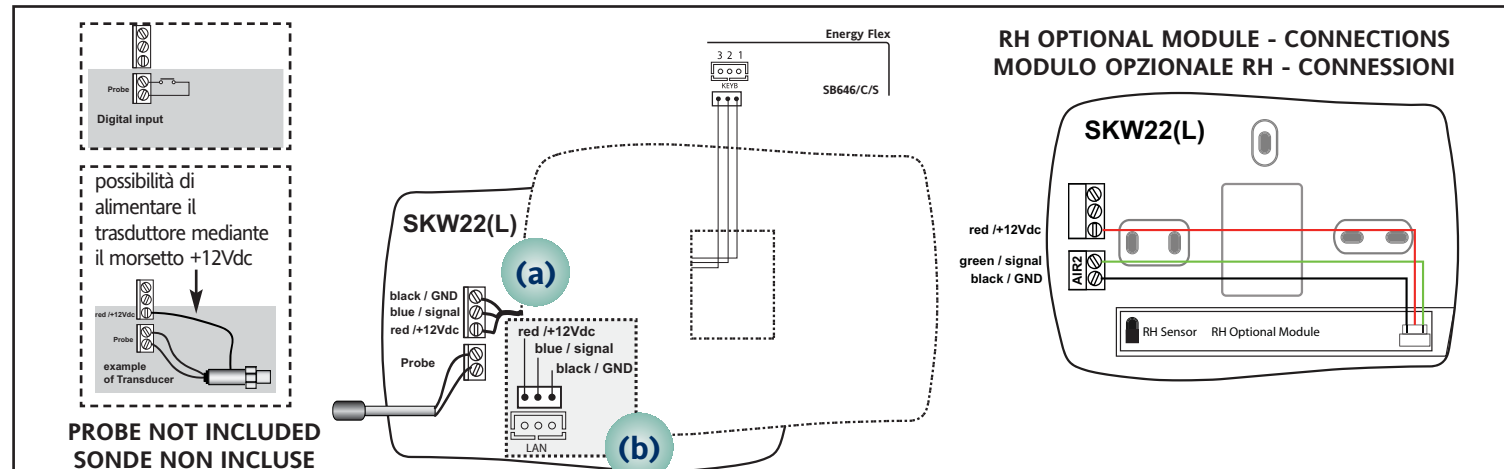 Probe
Digital input
possibilità di
alimentare il
trasduttore mediante
il morsetto +12Vdc
red /+12Vdc
Probe
example
of Transducer
PROBE NOT INCLUDED
SONDE NON INCLUSE
Energy Flex
3 2 1
KEYB
SB646/C/S
SKW22(L)
(a)
black / GND
blue / signal
red /+12Vdc
Probe
red /+12Vdc
blue / signal
black / GND
LAN
(b)
RH OPTIONAL MODULE - CONNECTIONS
MODULO OPZIONALE RH - CONNESSIONI
SKW22(L)
red /+12Vdc
green / signal
black / GND
AIR2
RH Sensor RH Optional Module